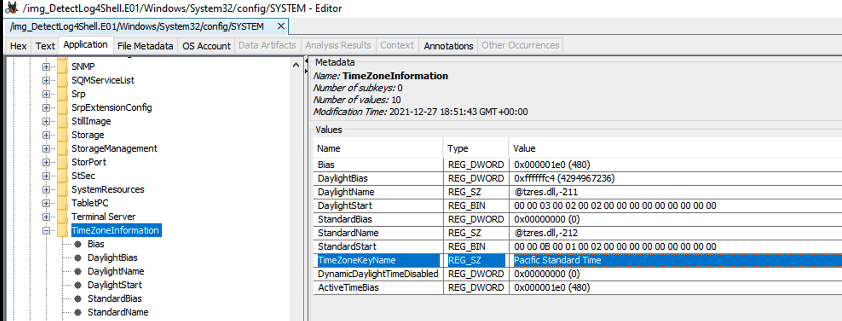 /img_DetectLog4Shell.E01/Windows/System32/config/SYSTEM - Editor
/img_DetectLog4Shell.E01/Windows/System32/config/SYSTEM X
Hex Text Application File Metadata OS Account Data Artifacts Analysis Results Context Annotations Other Occurrences
SNMP
SQMServiceList
Srp
SrpExtensionConfig
StillImage
Storage
StorageManagement
StorPort
StSec
SystemResources
TabletPC
Terminal Server
TimeZoneInformation
Bias
DaylightBias
DaylightName
DaylightStart
StandardBias
StandardName
Metadata
Name: TimeZoneInformation
Number of subkeys: 0
Number of values: 10
Modification Time: 2021-12-27 18:51:43 GMT+00:00
Values
Name Type Value
Bias REG_DWORD 0x000001e0 (480)
DaylightBias REG_DWORD 0xffffffc4 (4294967236)
DaylightName REG_SZ @tzres.dll,-211
DaylightStart REG_BIN 00 00 03 00 02 00 02 00 00 00 00 00 00 00 00 00
StandardBias REG_DWORD 0x00000000 (0)
StandardName REG_SZ @tzres.dll,-212
StandardStart REG_BIN 00 00 0B 00 01 00 02 00 00 00 00 00 00 00 00 00
TimeZoneKeyName REG_SZ Pacific Standard Time
DynamicDaylightTimeDisabled REG_DWORD 0x00000000 (0)
ActiveTimeBias REG_DWORD 0x000001e0 (480)